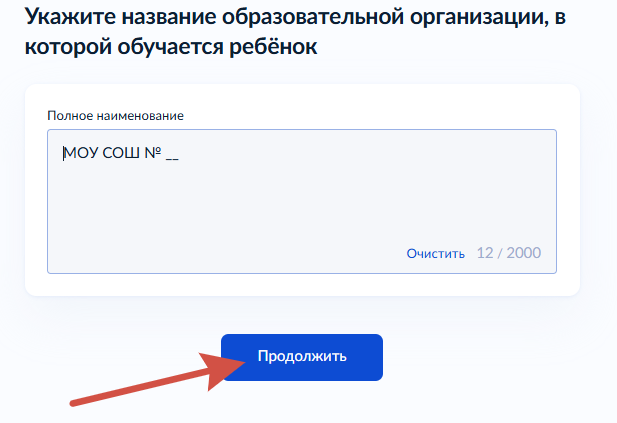 Укажите название образовательной организации, в
которой обучается ребёнок
Полное наименование
МОУ СОШ № __
Очистить 12 / 2000
Продолжить